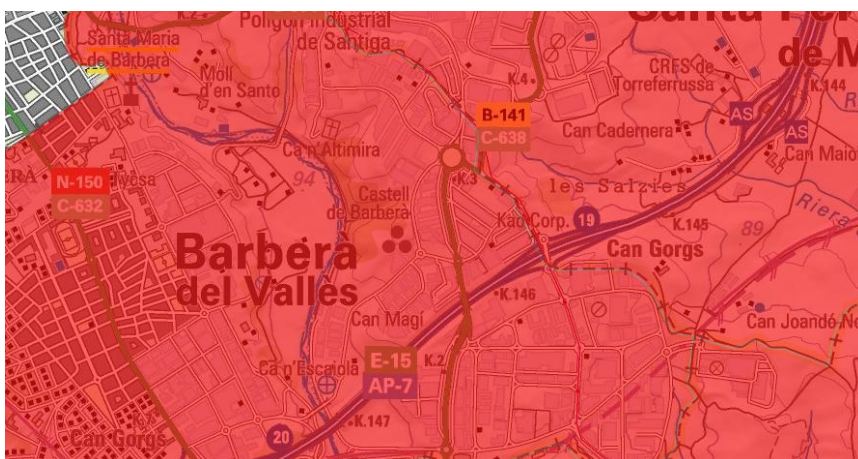 K.2
Polígon Industrial
de Santiga
Santa Maria
de Barberà
Molí
d'en Santo
K.4
CRFS de
Torreferrussa
de M
K.144
B-141
C-638
AS
AS
Can Cadernera
Can Maio
Ca n'Altimira
N-150
C-632
94
K.3
les Salzies
Castell
de Barberà
Kao Corp.
19
K.145
Riera
89
Can Gorgs
Barberà
del Vallès
K.146
Can Magí
Can Joandó
E-15
AP-7
K.2
Ca n'Escaiola
K.147
20
Can Gorgs